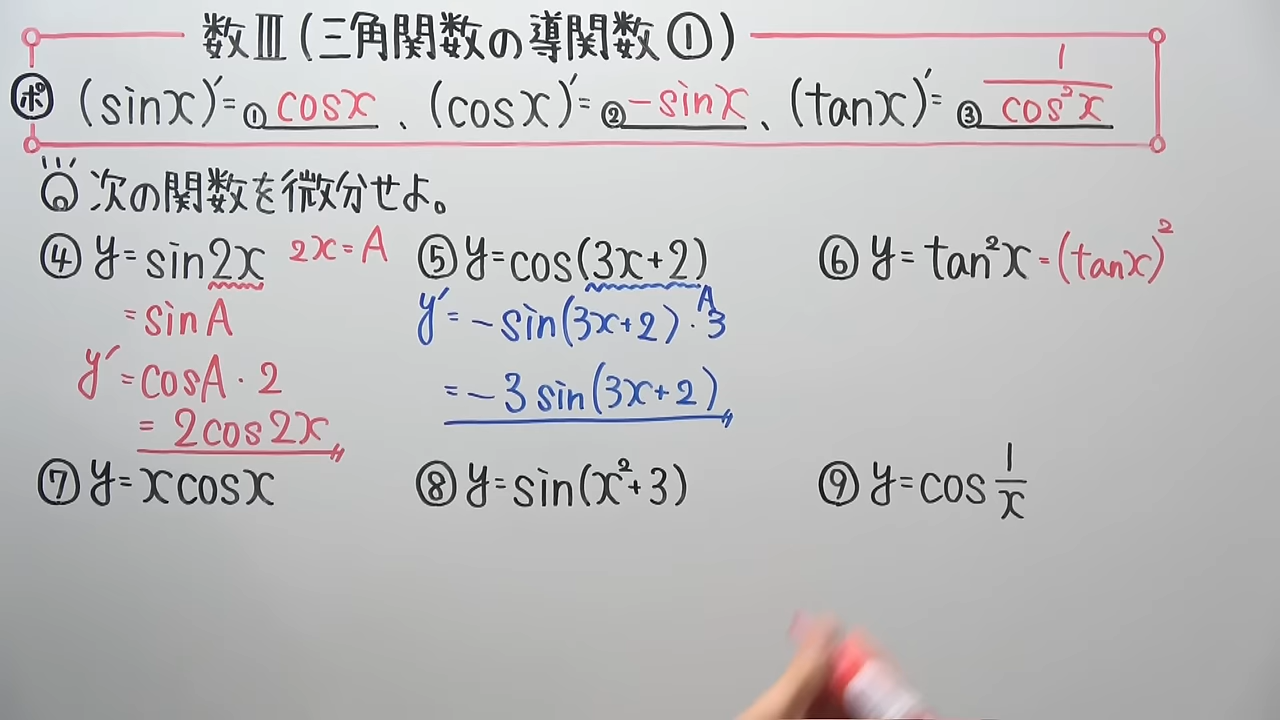 数Ⅲ(三角関数の導関数①)
ポ (sinx)′=①cosx、(cosx)′=②-sinx、(tanx)′=③1/cos²x
Q 次の関数を微分せよ。
④ y=sin2x 2x=A
=sinA
y′=cosA・2
=2cos2x
⑤ y=cos(3x+2)
A
y′=-sin(3x+2)・3
=-3sin(3x+2)
⑥ y=tan²x=(tanx)²
⑦ y=xcosx
⑧ y=sin(x²+3)
⑨ y=cos1/x